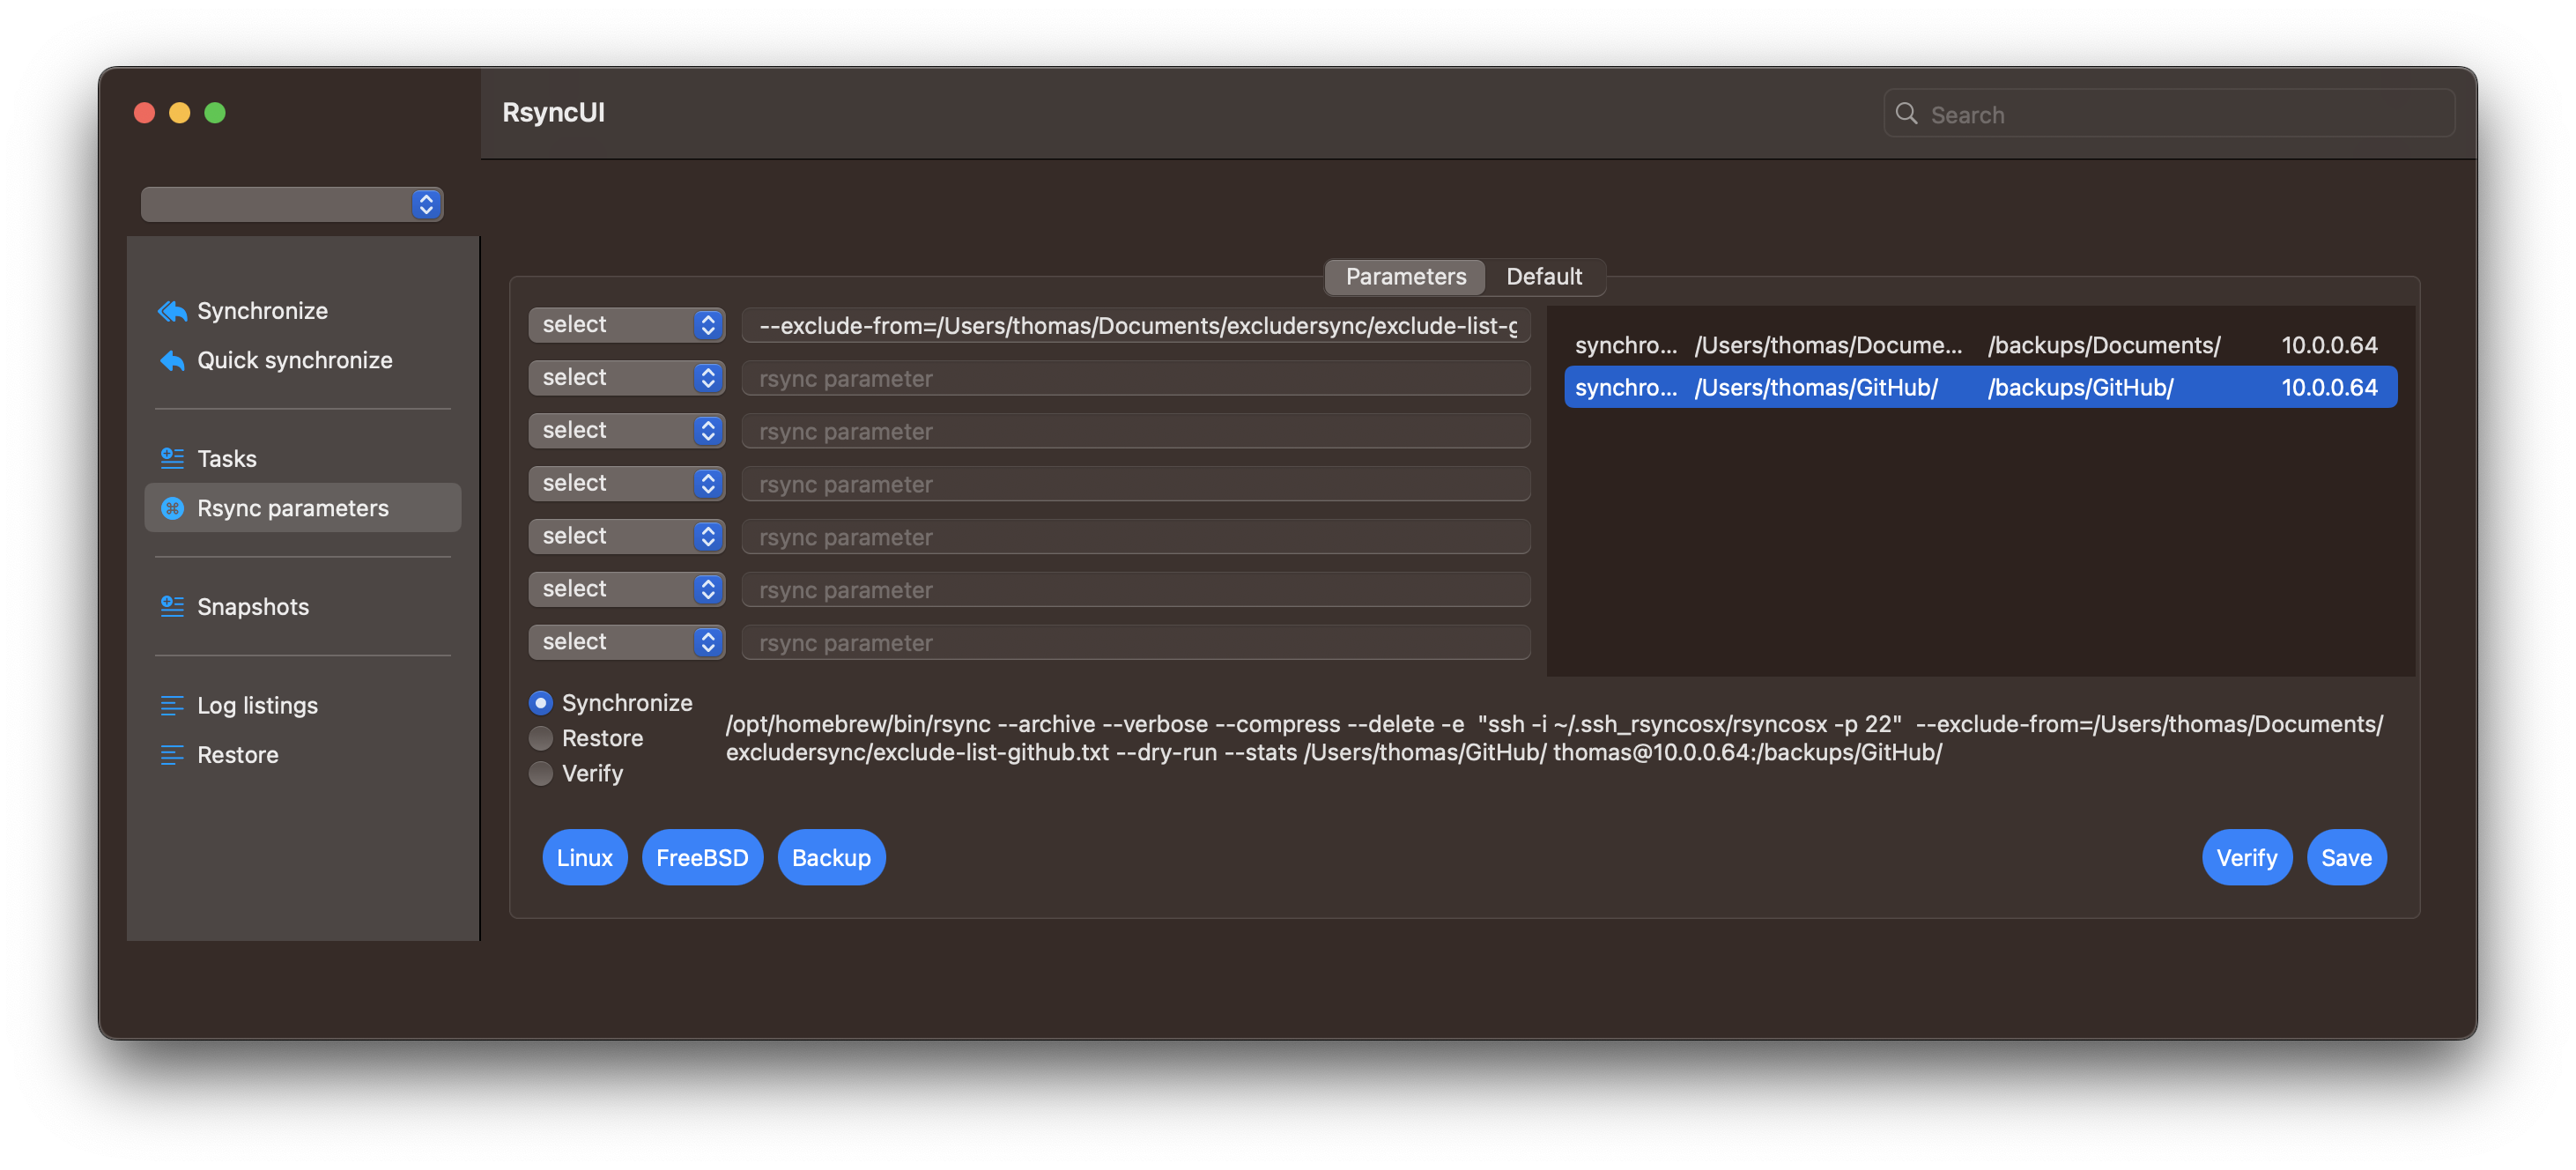 RsyncUI
Search
Synchronize
Quick synchronize
Tasks
Rsync parameters
Snapshots
Log listings
Restore
Parameters Default
select --exclude-from=/Users/thomas/Documents/excludersync/exclude-list-g
select rsync parameter
select rsync parameter
select rsync parameter
select rsync parameter
select rsync parameter
select rsync parameter
synchro... /Users/thomas/Docume... /backups/Documents/ 10.0.0.64
synchro... /Users/thomas/GitHub/ /backups/GitHub/ 10.0.0.64
Synchronize
Restore
Verify
/opt/homebrew/bin/rsync --archive --verbose --compress --delete -e "ssh -i ~/.ssh_rsyncosx/rsyncosx -p 22" --exclude-from=/Users/thomas/Documents/
excludersync/exclude-list-github.txt --dry-run --stats /Users/thomas/GitHub/ thomas@10.0.0.64:/backups/GitHub/
Linux FreeBSD Backup Verify Save